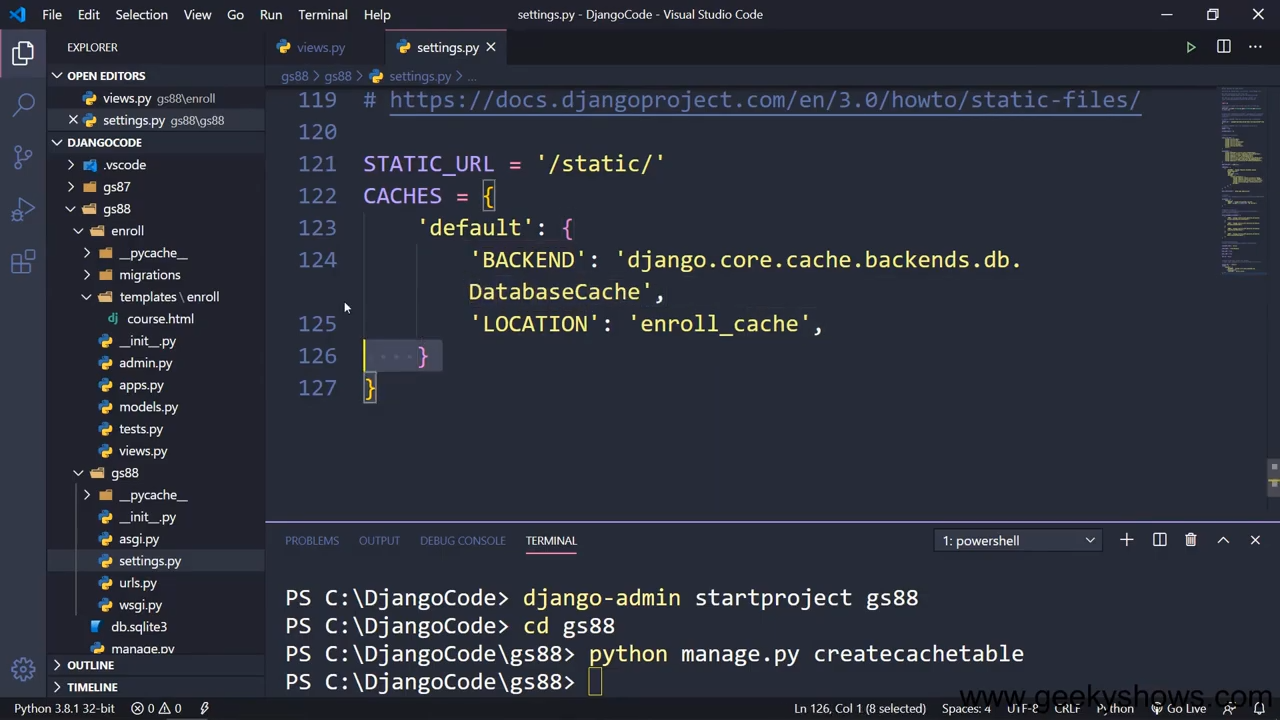 File Edit Selection View Go Run Terminal Help
settings.py - DjangoCode - Visual Studio Code
EXPLORER
OPEN EDITORS
views.py gs88\enroll
settings.py gs88\gs88
DJANGOCODE
.vscode
gs87
gs88
enroll
__pycache__
migrations
templates \ enroll
course.html
__init__.py
admin.py
apps.py
models.py
tests.py
views.py
gs88
__pycache__
__init__.py
asgi.py
settings.py
urls.py
wsgi.py
db.sqlite3
manage.py
OUTLINE
TIMELINE
views.py settings.py
gs88 > gs88 > settings.py > ...
119 # https://docs.djangoproject.com/en/3.0/howto/static-files/
120
121 STATIC_URL = '/static/'
122 CACHES = {
123 'default': {
124 'BACKEND': 'django.core.cache.backends.db.
DatabaseCache',
125 'LOCATION': 'enroll_cache',
126 }
127 }
PROBLEMS OUTPUT DEBUG CONSOLE TERMINAL 1: powershell
PS C:\DjangoCode> django-admin startproject gs88
PS C:\DjangoCode> cd gs88
PS C:\DjangoCode\gs88> python manage.py createcachetable
PS C:\DjangoCode\gs88>
www.geekyshows.com
Python 3.8.1 32-bit 0 0 Ln 126, Col 1 (8 selected) Spaces: 4 UTF-8 CRLF Python Go Live